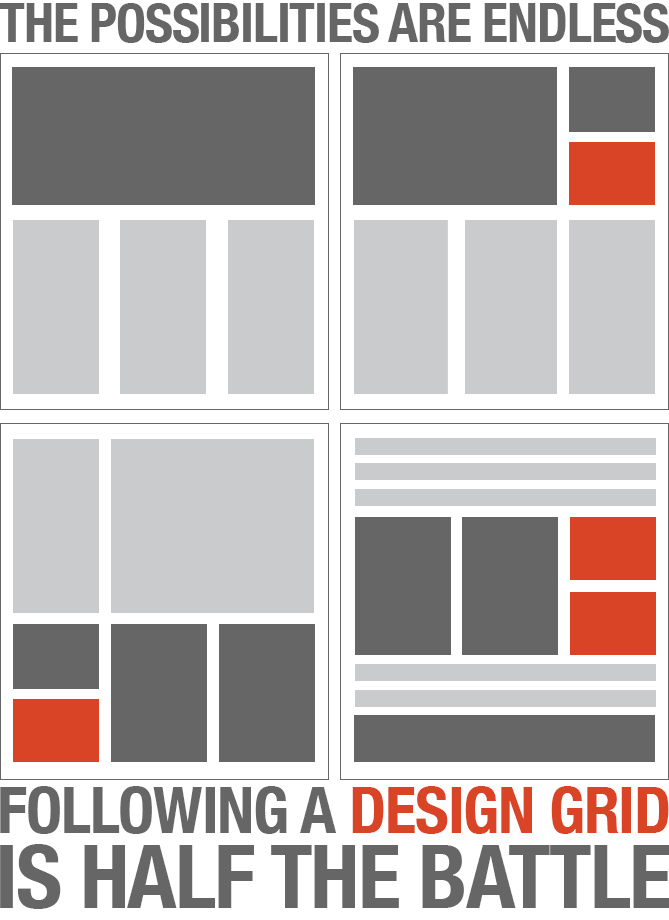 THE POSSIBILITIES ARE ENDLESS
FOLLOWING A DESIGN GRID
IS HALF THE BATTLE